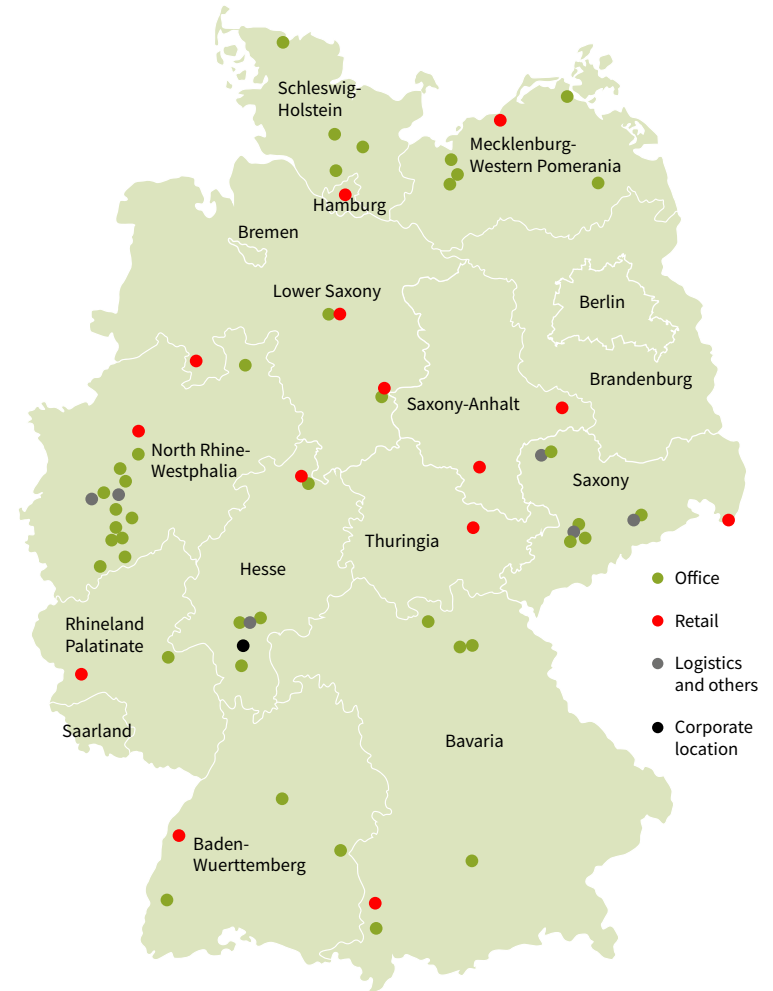 Schleswig-
Holstein
Mecklenburg-
Western Pomerania
Hamburg
Bremen
Lower Saxony
Berlin
Brandenburg
Saxony-Anhalt
North Rhine-
Westphalia
Saxony
Thuringia
Hesse
Rhineland
Palatinate
Saarland
Bavaria
Baden-
Wuerttemberg
Office
Retail
Logistics
and others
Corporate
location